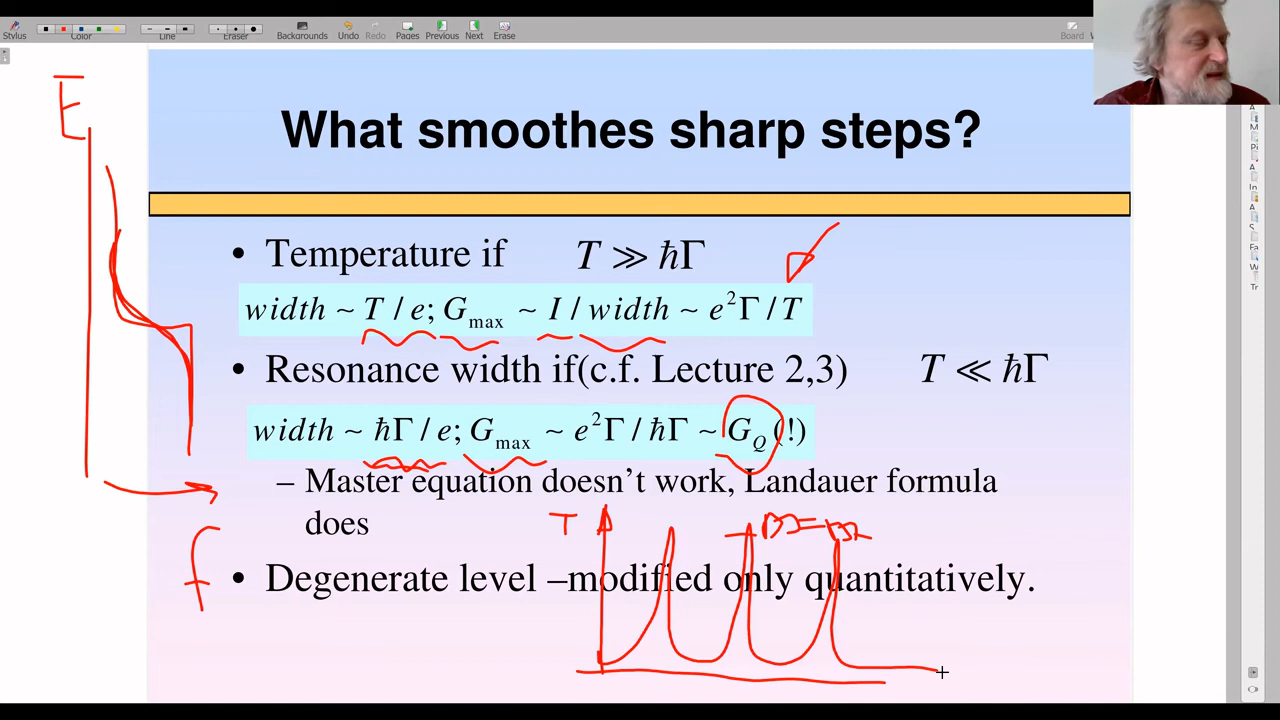 Stylus
Color
Line
Eraser
Backgrounds
Undo
Redo
Pages
Previous
Next
Erase
Board
E
What smoothes sharp steps?
• Temperature if T ≫ ħΓ
width ~ T / e; G_max ~ I / width ~ e²Γ / T
• Resonance width if(c.f. Lecture 2,3) T ≪ ħΓ
width ~ ħΓ / e; G_max ~ e²Γ / ħΓ ~ G_Q (!)
– Master equation doesn't work, Landauer formula
does
T
f
• Degenerate level –modified only quantitatively.